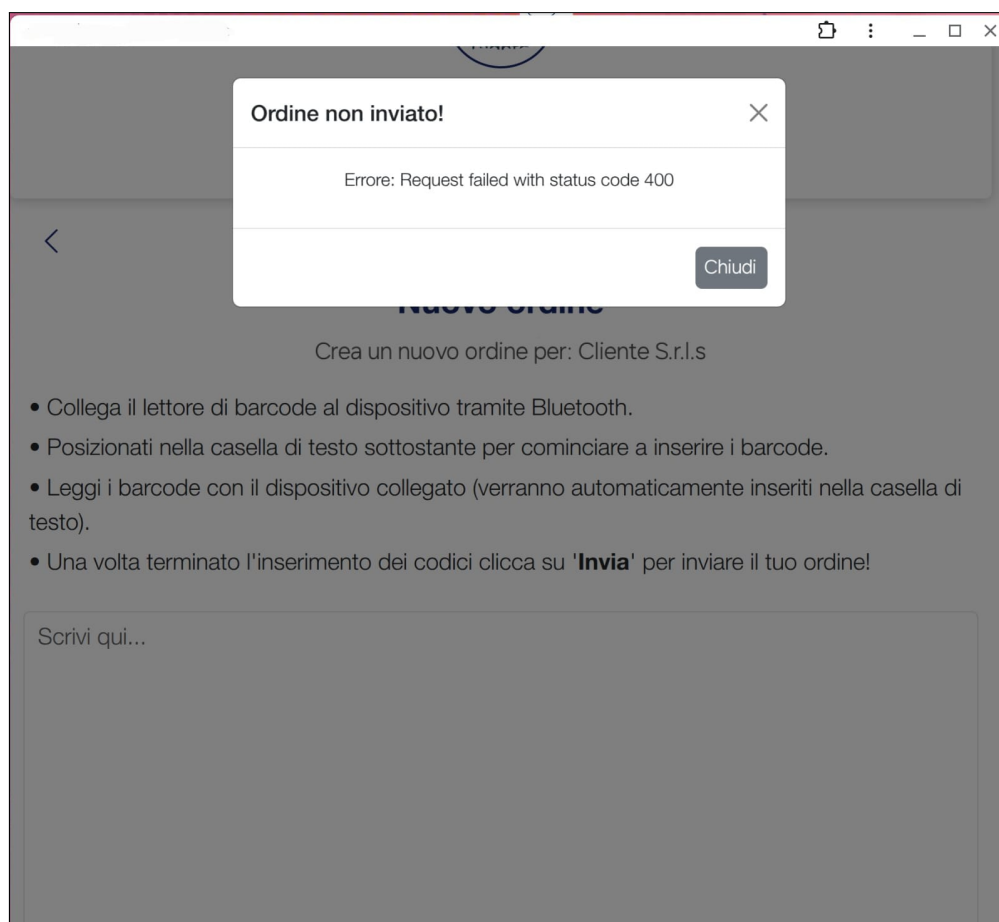 Ordine non inviato!
Errore: Request failed with status code 400
Chiudi
Nuovo ordine
Crea un nuovo ordine per: Cliente S.r.l.s
• Collega il lettore di barcode al dispositivo tramite Bluetooth.
• Posizionati nella casella di testo sottostante per cominciare a inserire i barcode.
• Leggi i barcode con il dispositivo collegato (verranno automaticamente inseriti nella casella di
testo).
• Una volta terminato l'inserimento dei codici clicca su 'Invia' per inviare il tuo ordine!
Scrivi qui...